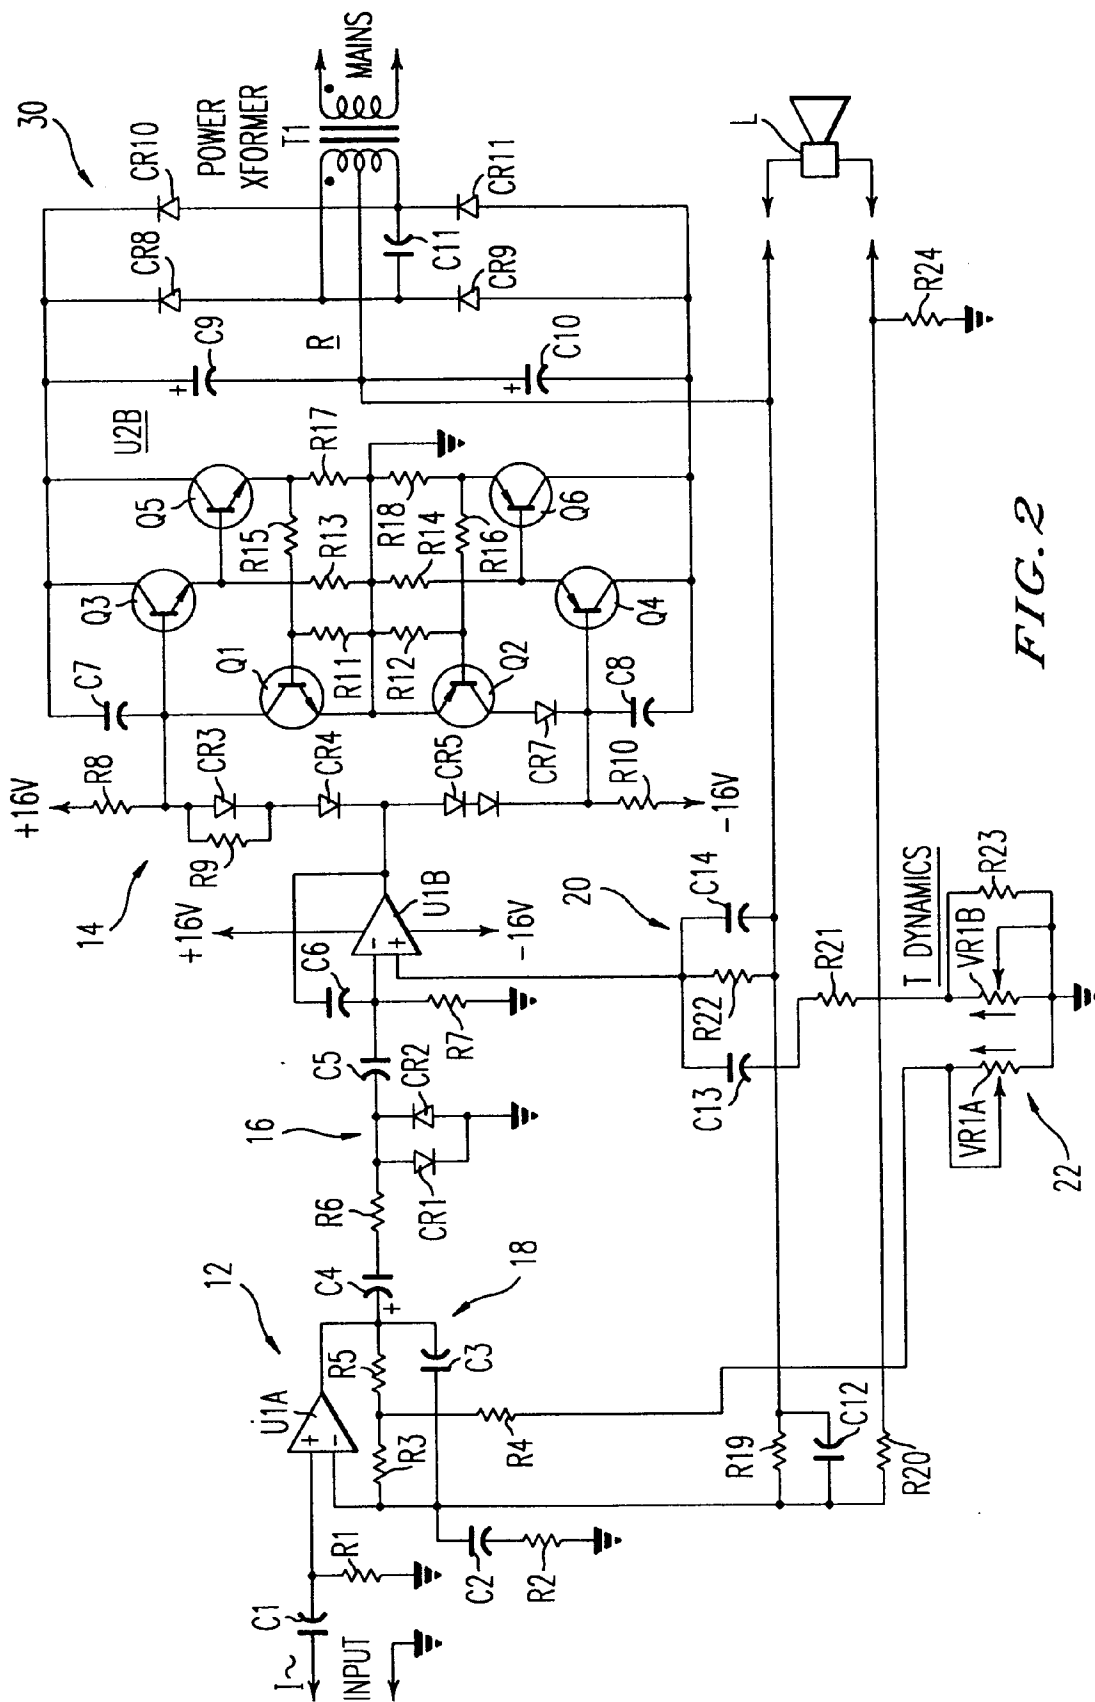 30
CR10
POWER
XFORMER
T1
MAINS
CR8
CR11
C11
CR9
C9
R
C10
U2B
Q5
R17
R15
R13
R18
R14
R16
Q6
Q3
Q4
C7
Q1
R11
R12
Q2
C8
CR7
+16V
R8
CR3
CR4
CR5
R10
-16V
R9
14
+16V
U1B
-
+
-16V
C6
C5
R7
16
CR2
CR1
R6
12
C4
+
18
U1A
+
-
R5
C3
R3
R4
C1
R1
C2
R2
I~
INPUT
20
C14
R22
C13
R21
R19
C12
R20
L
R24
T DYNAMICS
VR1B
R23
VR1A
22
+
+
FIG. 2